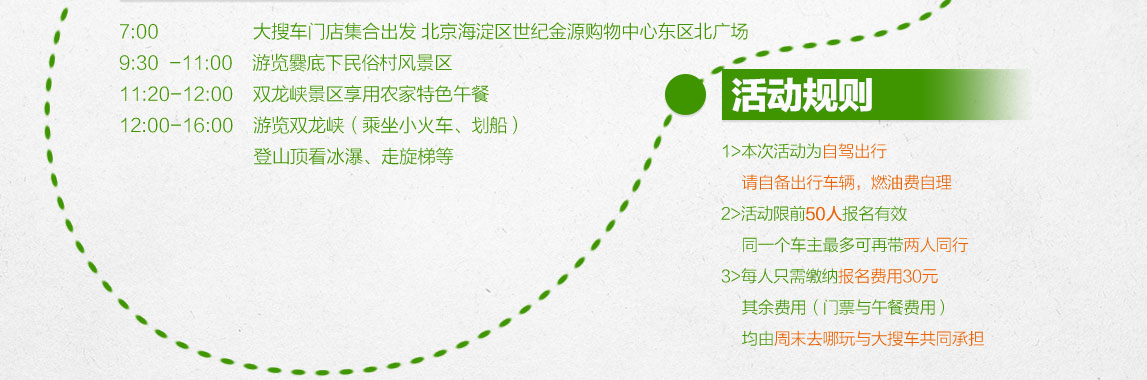 7:00 大搜车门店集合出发 北京海淀区世纪金源购物中心东区北广场
9:30 -11:00 游览爨底下民俗村风景区
11:20-12:00 双龙峡景区享用农家特色午餐
12:00-16:00 游览双龙峡（乘坐小火车、划船）
登山顶看冰瀑、走旋梯等
活动规则
1>本次活动为自驾出行
请自备出行车辆，燃油费自理
2>活动限前50人报名有效
同一个车主最多可再带两人同行
3>每人只需缴纳报名费用30元
其余费用（门票与午餐费用）
均由周末去哪玩与大搜车共同承担